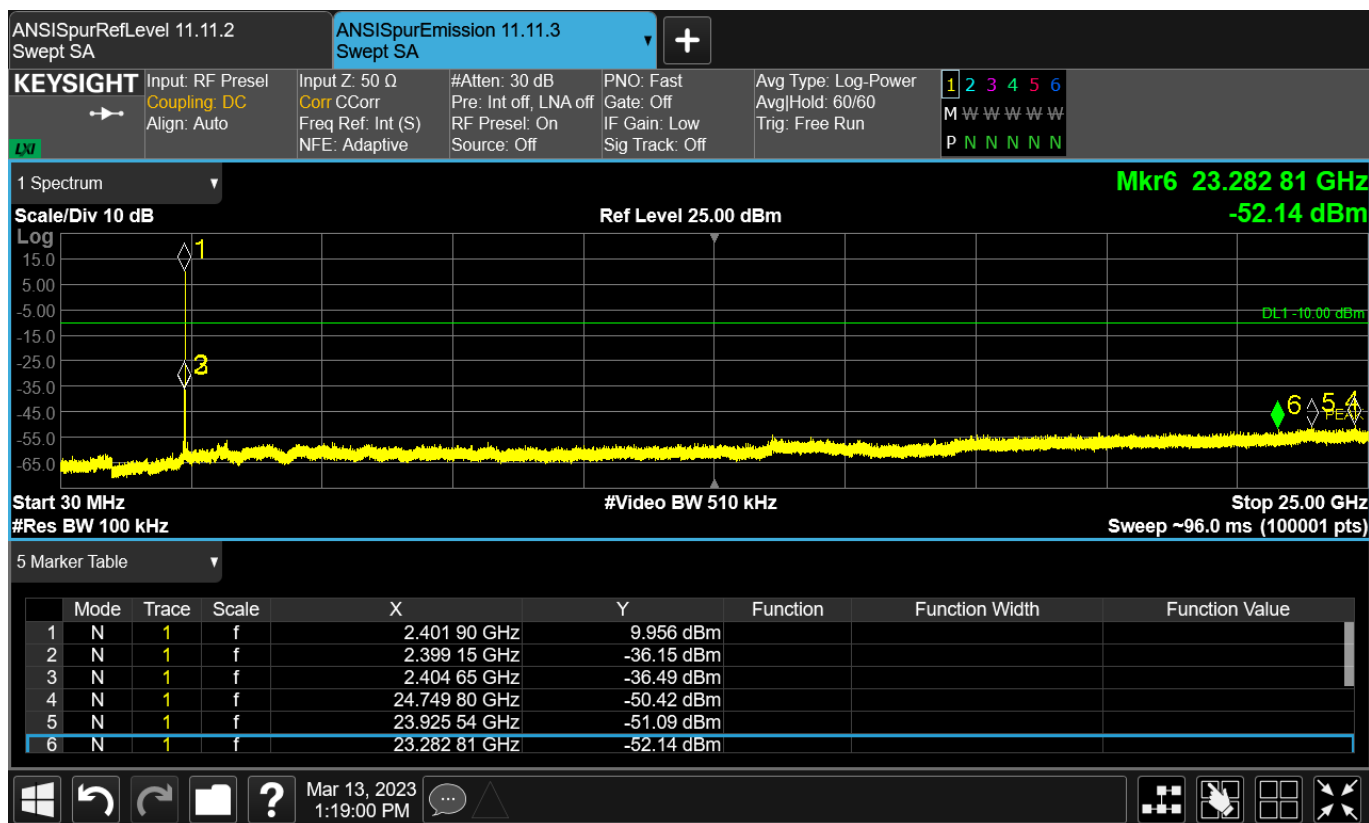 ANSISpurRefLevel 11.11.2
Swept SA
ANSISpurEmission 11.11.3
Swept SA
KEYSIGHT
LXI
Input: RF Presel
Coupling: DC
Align: Auto
Input Z: 50 Ω
Corr CCorr
Freq Ref: Int (S)
NFE: Adaptive
#Atten: 30 dB
Pre: Int off, LNA off
RF Presel: On
Source: Off
PNO: Fast
Gate: Off
IF Gain: Low
Sig Track: Off
Avg Type: Log-Power
Avg|Hold: 60/60
Trig: Free Run
1 2 3 4 5 6
M W W W W W
P N N N N N
1 Spectrum
Mkr6 23.282 81 GHz
-52.14 dBm
Scale/Div 10 dB
Ref Level 25.00 dBm
Log
15.0
5.00
-5.00
-15.0
-25.0
-35.0
-45.0
-55.0
-65.0
1
DL1 -10.00 dBm
6 5 4
PEAK
Start 30 MHz
#Video BW 510 kHz
Stop 25.00 GHz
#Res BW 100 kHz
Sweep ~96.0 ms (100001 pts)
5 Marker Table
Mode Trace Scale X Y Function Function Width Function Value
1 N 1 f 2.401 90 GHz 9.956 dBm
2 N 1 f 2.399 15 GHz -36.15 dBm
3 N 1 f 2.404 65 GHz -36.49 dBm
4 N 1 f 24.749 80 GHz -50.42 dBm
5 N 1 f 23.925 54 GHz -51.09 dBm
6 N 1 f 23.282 81 GHz -52.14 dBm
?
Mar 13, 2023
1:19:00 PM